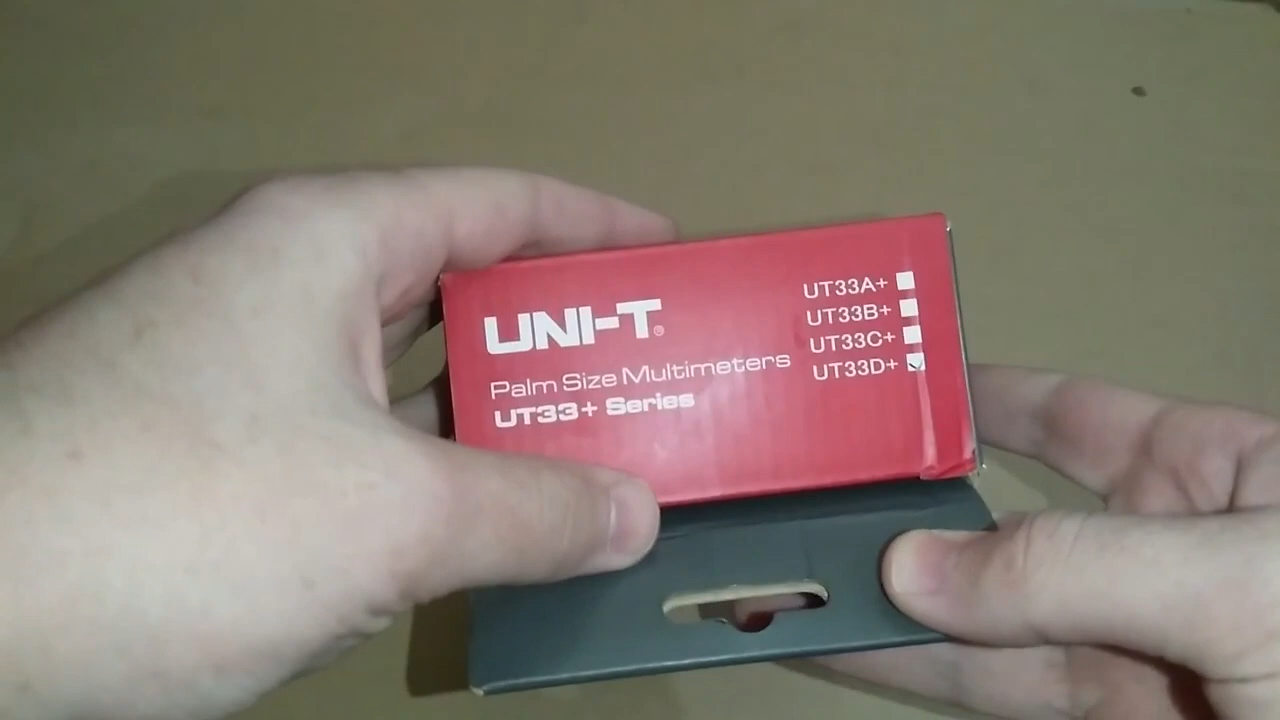 UNI-T®
Palm Size Multimeters
UT33+ Series
UT33A+
UT33B+
UT33C+
UT33D+